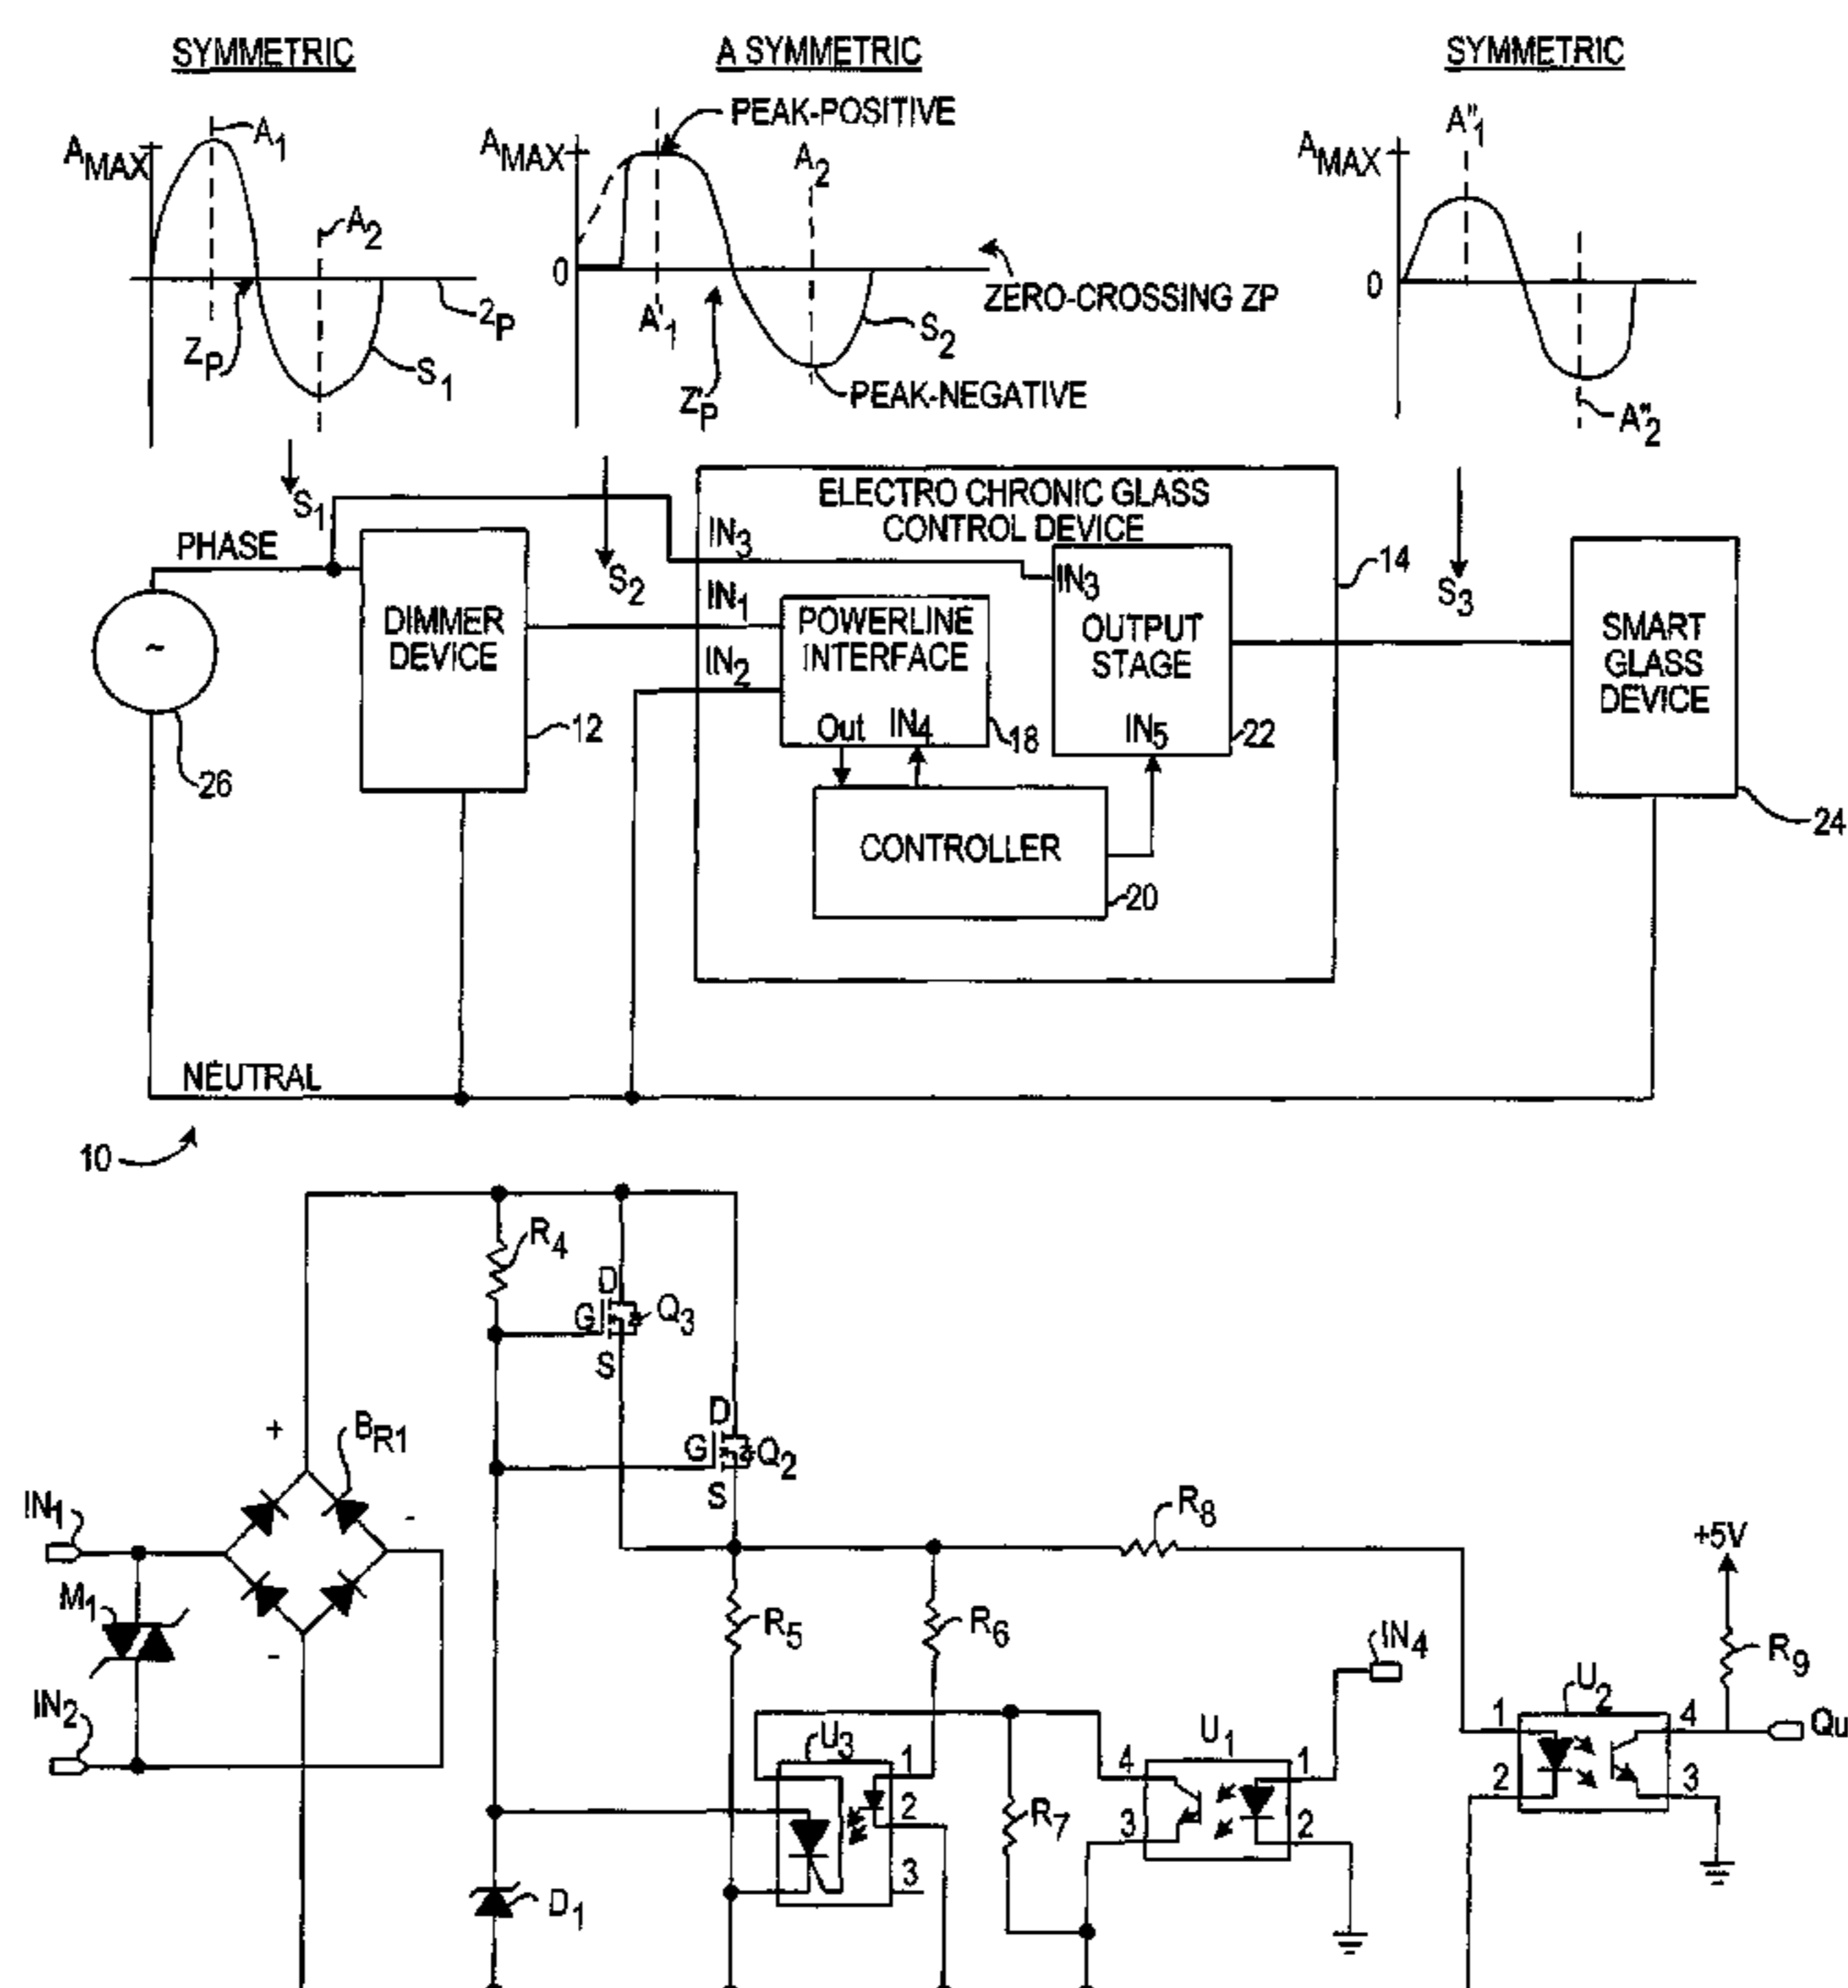 SYMMETRIC
A SYMMETRIC
SYMMETRIC
AMAX
A1
A2
ZP
2P
S1
AMAX
PEAK-POSITIVE
A2
0
A'1
Z'P
ZERO-CROSSING ZP
S2
PEAK-NEGATIVE
AMAX
A"1
0
A"2
S1
S2
S3
PHASE
~
26
DIMMER
DEVICE
12
ELECTRO CHRONIC GLASS
CONTROL DEVICE
14
IN3
IN1
IN2
POWERLINE
INTERFACE
Out
IN4
18
IN3
OUTPUT
STAGE
IN5
22
CONTROLLER
20
SMART
GLASS
DEVICE
24
NEUTRAL
10
R4
D
G
Q3
S
D
G
Q2
S
+
BR1
-
IN1
M1
-
IN2
R8
+5V
R5
R6
IN4
R9
U3
1
2
3
R7
U1
4
1
3
2
U2
1
4
2
3
Qu
D1